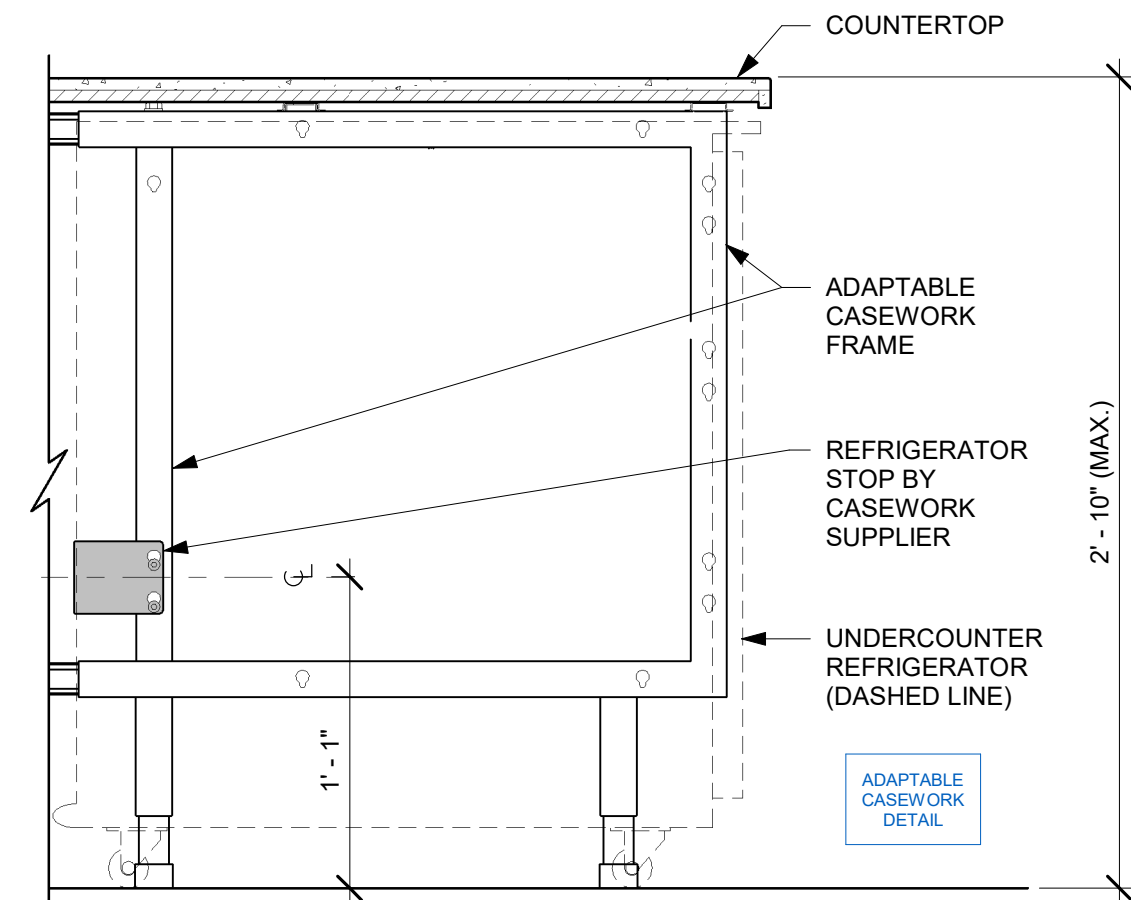 COUNTERTOP
ADAPTABLE
CASEWORK
FRAME
REFRIGERATOR
STOP BY
CASEWORK
SUPPLIER
2' - 10" (MAX.)
UNDERCOUNTER
REFRIGERATOR
(DASHED LINE)
CL
1' - 1"
ADAPTABLE
CASEWORK
DETAIL